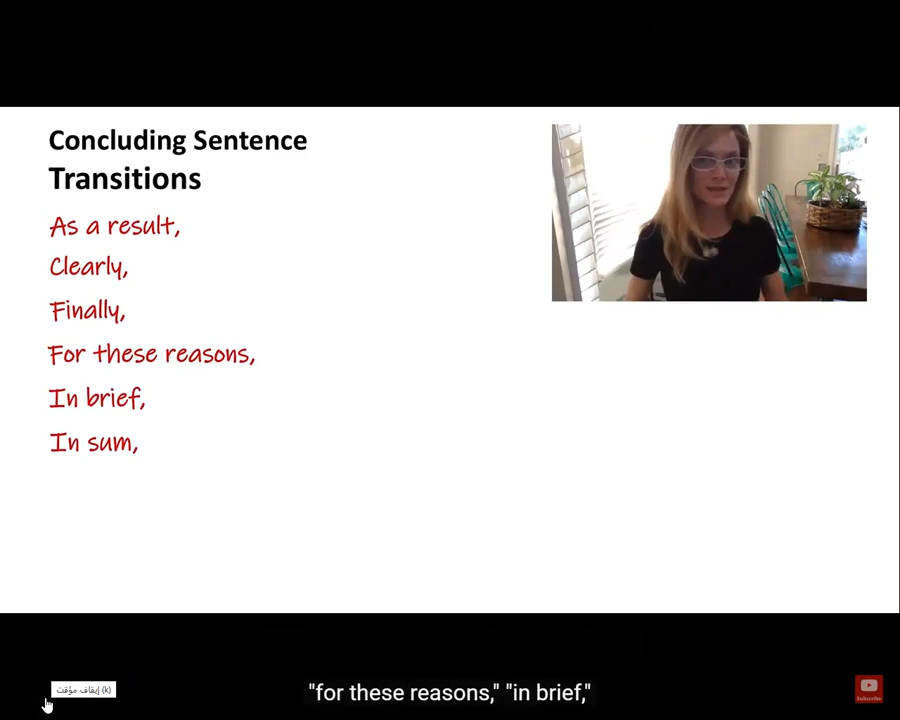 Concluding Sentence
Transitions
As a result,
Clearly,
Finally,
For these reasons,
In brief,
In sum,
إيقاف مؤقت (k)
"for these reasons," "in brief,"
Subscribe